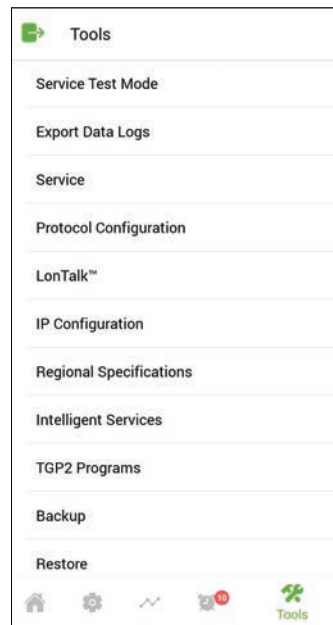 Tools
Service Test Mode
Export Data Logs
Service
Protocol Configuration
LonTalk™
IP Configuration
Regional Specifications
Intelligent Services
TGP2 Programs
Backup
Restore
10
Tools